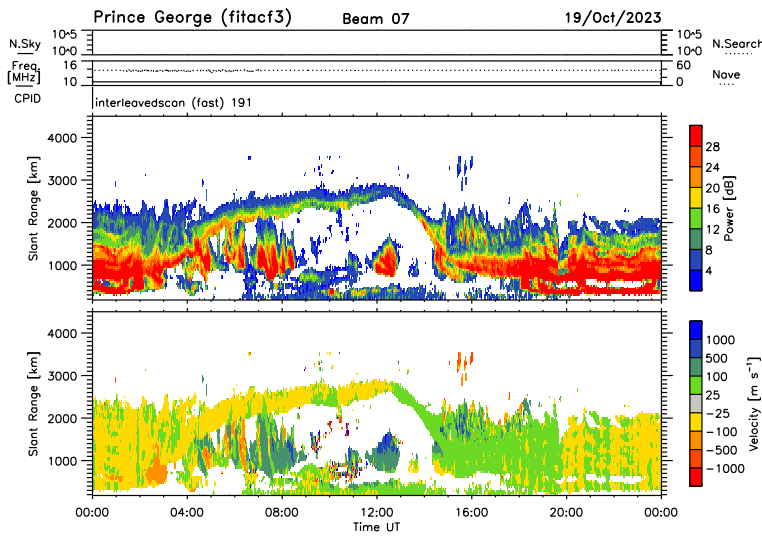 Prince George (fitacf3) Beam 07 19/Oct/2023
N.Sky 10^5 10^5 N.Search
10^0 10^0
Freq. 16 60 Nave
[MHz] 10 0
CPID
interleavedscan (fast) 191
Slant Range [km]
4000
3000
2000
1000
28
24
20
16
12
8
4
Power [dB]
Slant Range [km]
4000
3000
2000
1000
1000
500
100
25
-25
-100
-500
-1000
Velocity [m s⁻¹]
00:00 04:00 08:00 12:00 16:00 20:00 00:00
Time UT